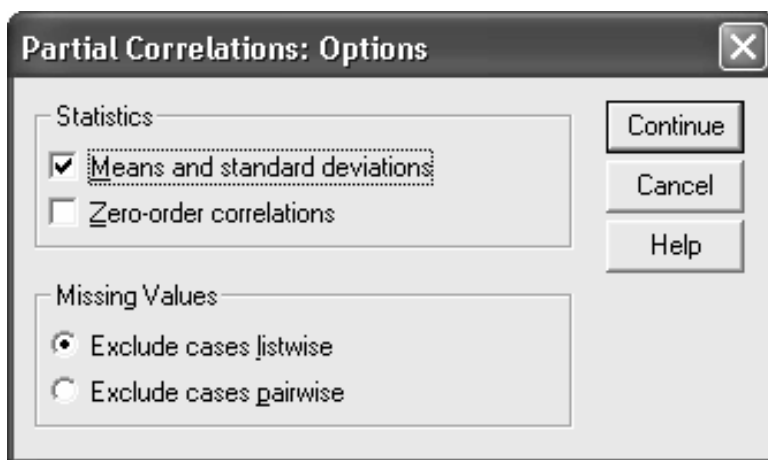 Partial Correlations: Options
Statistics
Means and standard deviations
Zero-order correlations
Missing Values
Exclude cases listwise
Exclude cases pairwise
Continue
Cancel
Help